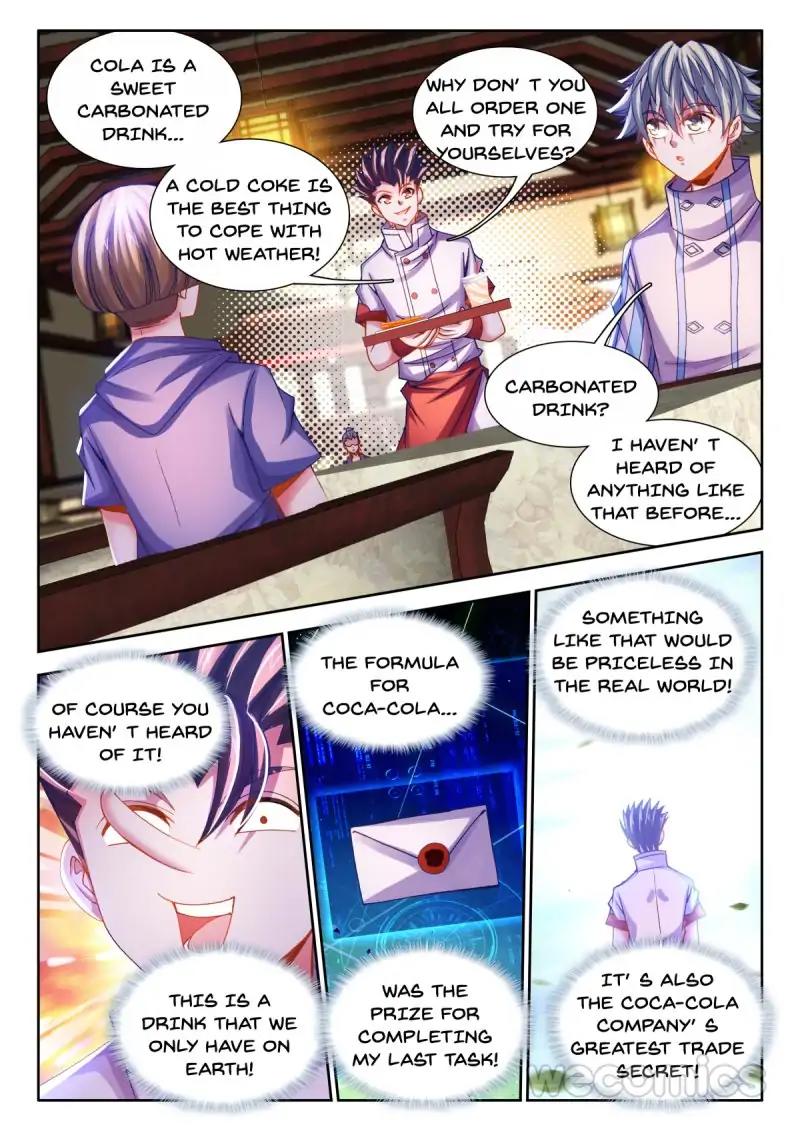 COLA IS A
SWEET
CARBONATED
DRINK...
A COLD COKE IS
THE BEST THING
TO COPE WITH
HOT WEATHER!
WHY DON' T YOU
ALL ORDER ONE
AND TRY FOR
YOURSELVES?
CARBONATED
DRINK?
I HAVEN' T
HEARD OF
ANYTHING LIKE
THAT BEFORE...
OF COURSE YOU
HAVEN' T HEARD
OF IT!
THIS IS A
DRINK THAT WE
ONLY HAVE ON
EARTH!
THE FORMULA
FOR
COCA-COLA...
WAS THE
PRIZE FOR
COMPLETING
MY LAST TASK!
SOMETHING
LIKE THAT WOULD
BE PRICELESS IN
THE REAL WORLD!
IT' S ALSO
THE COCA-COLA
COMPANY' S
GREATEST TRADE
SECRET!
wecomics